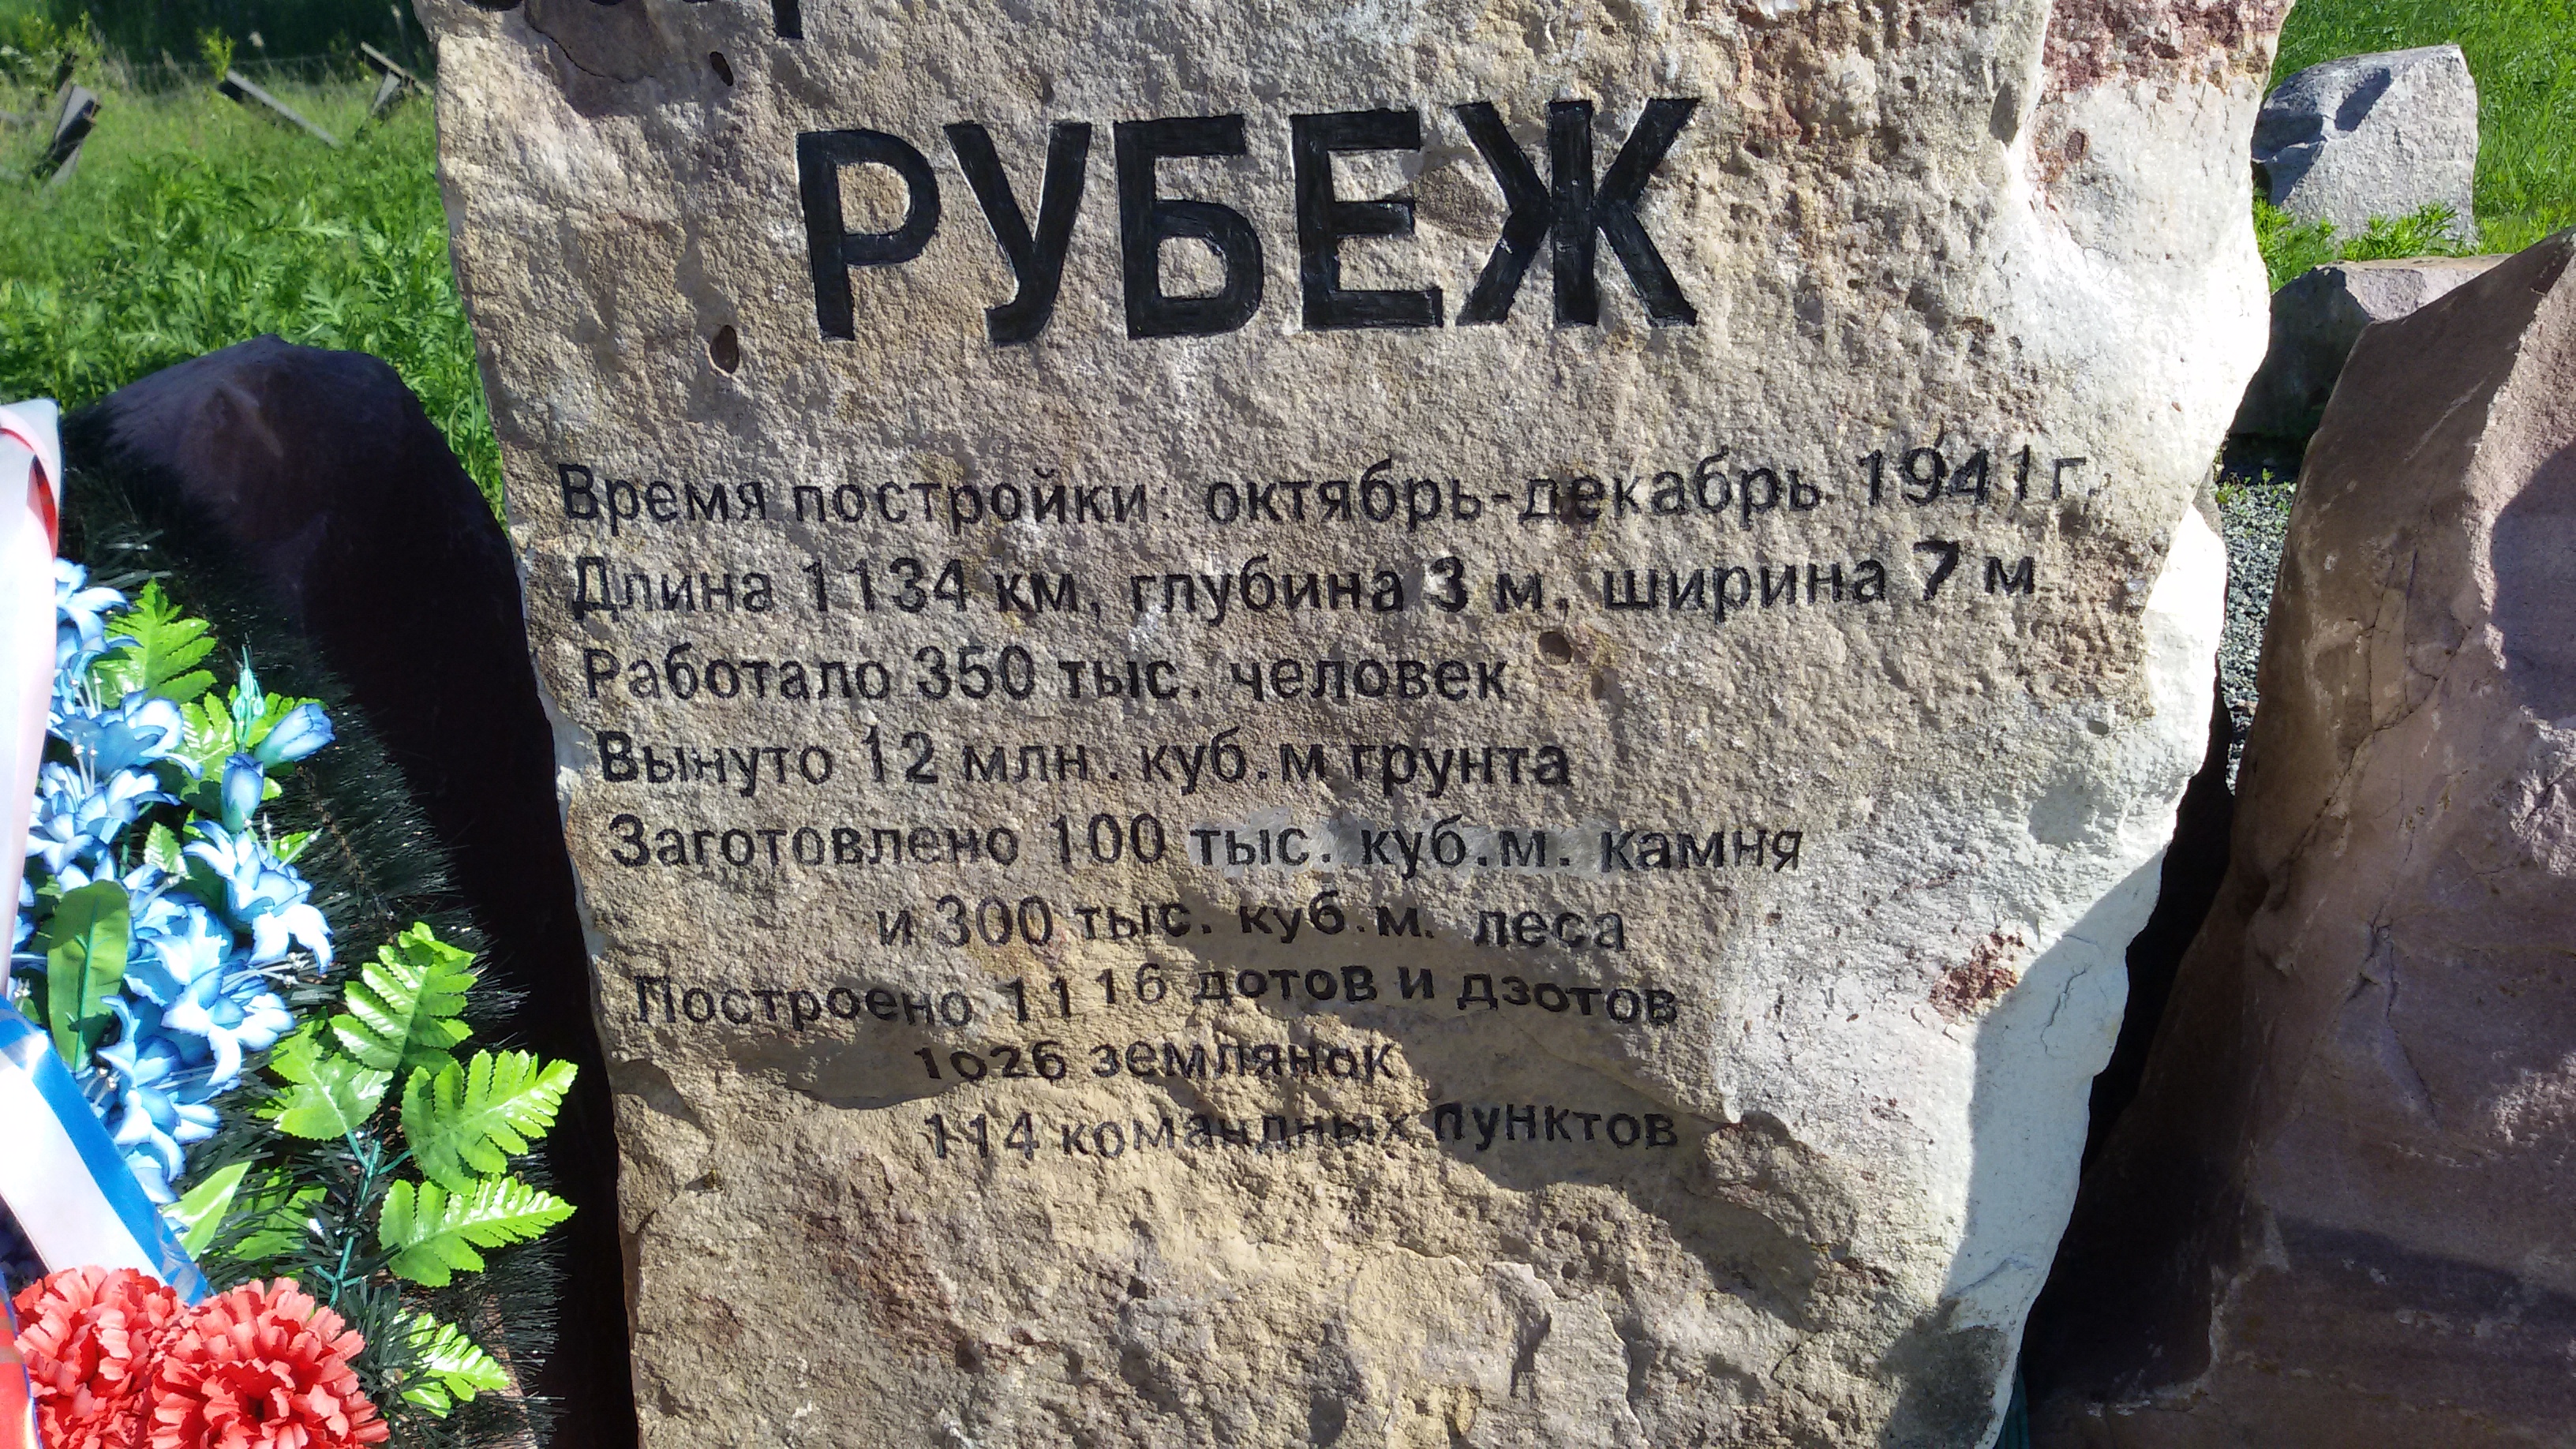 РУБЕЖ
Время постройки: октябрь-декабрь 1941г.
Длина 1134 км, глубина 3 м, ширина 7 м
Работало 350 тыс. человек
Вынуто 12 млн. куб.м грунта
Заготовлено 100 тыс. куб.м. камня
и 300 тыс. куб.м. леса
Построено 1116 дотов и дзотов
1026 землянок
114 командных пунктов